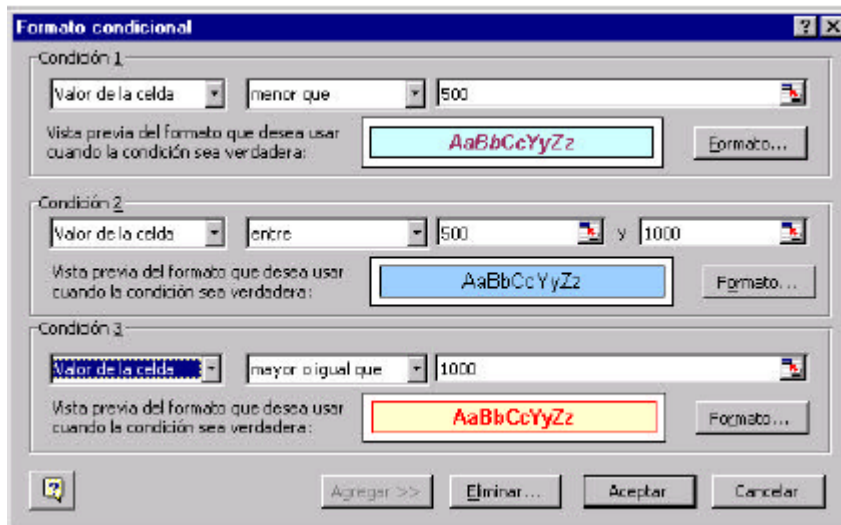 Formato condicional
Condición 1
Valor de la celda menor que 500
Vista previa del formato que desea usar
cuando la condición sea verdadera:
AaBbCcYyZz
Formato...
Condición 2
Valor de la celda entre 500 y 1000
Vista previa del formato que desea usar
cuando la condición sea verdadera:
AaBbCcYyZz
Formato...
Condición 3
Valor de la celda mayor o igual que 1000
Vista previa del formato que desea usar
cuando la condición sea verdadera:
AaBbCcYyZz
Formato...
Agregar >> Eliminar... Aceptar Cancelar